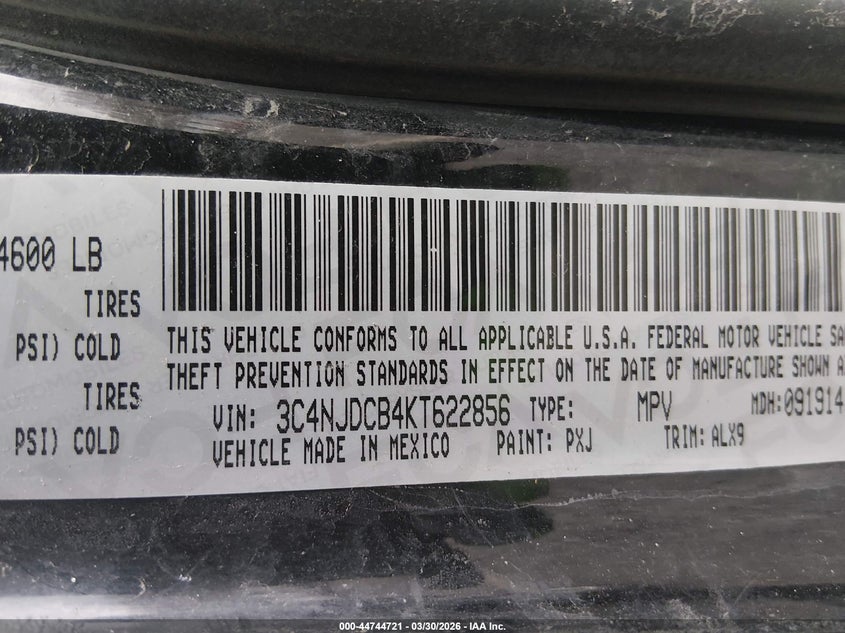 4600 LB
TIRES
PSI) COLD
TIRES
PSI) COLD
THIS VEHICLE CONFORMS TO ALL APPLICABLE U.S.A. FEDERAL MOTOR VEHICLE SA
THEFT PREVENTION STANDARDS IN EFFECT ON THE DATE OF MANUFACTURE SHOWN A
VIN: 3C4NJDCB4KT622856 TYPE: MPV MDH:091914
VEHICLE MADE IN MEXICO PAINT: PXJ TRIM: ALX9
000-44744721 - 03/30/2026 - IAA Inc.